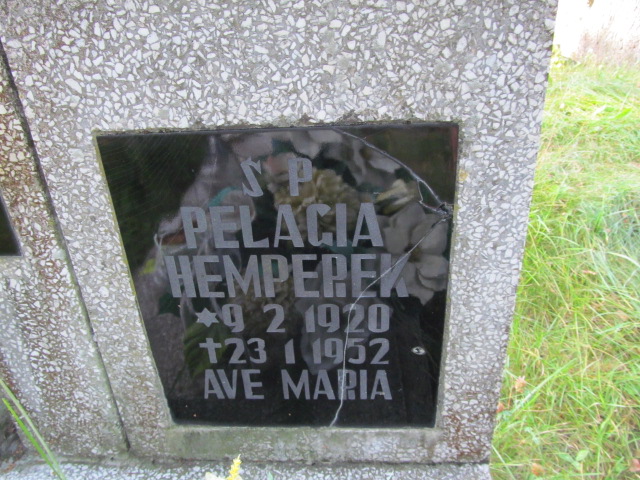 Ś P
PELAGIA
HEMPEREK
*9 2 1920
†23 1 1952
AVE MARIA